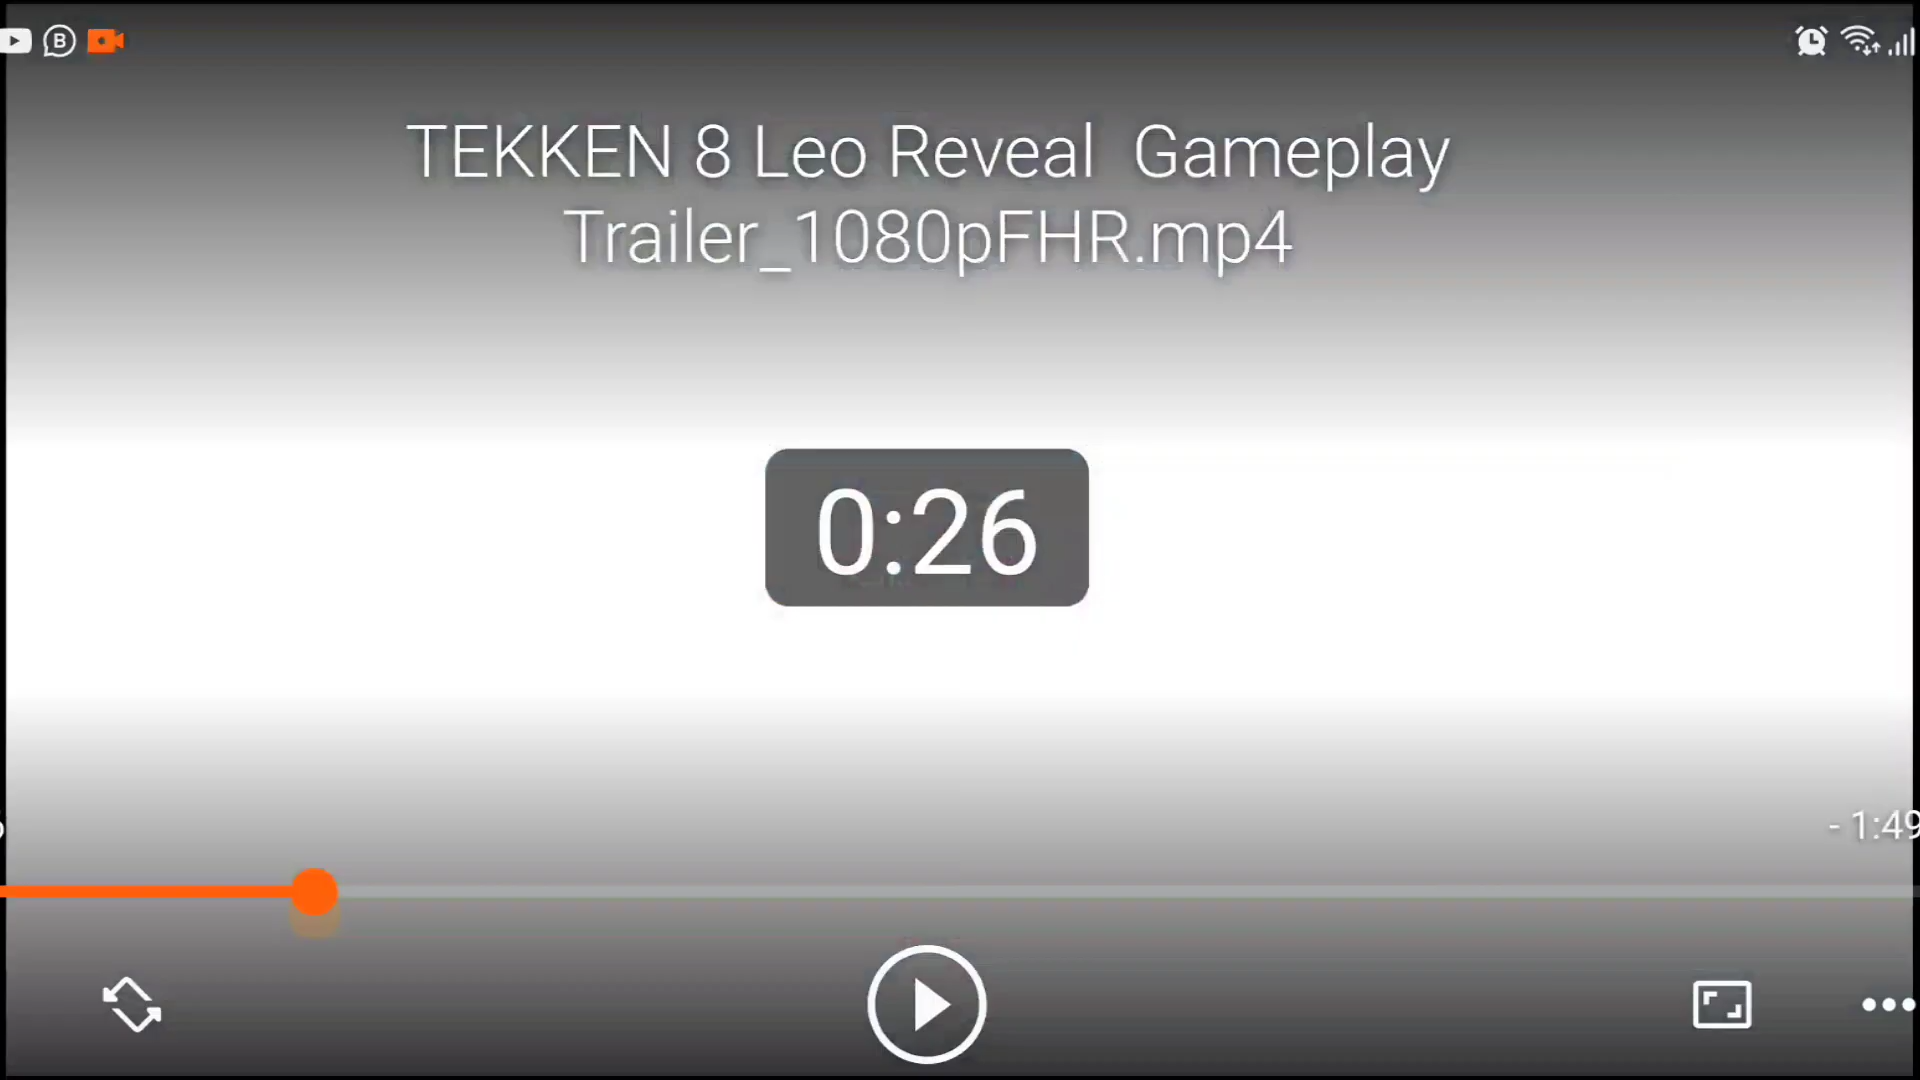 B
TEKKEN 8 Leo Reveal  Gameplay
Trailer_1080pFHR.mp4
0:26
- 1:49